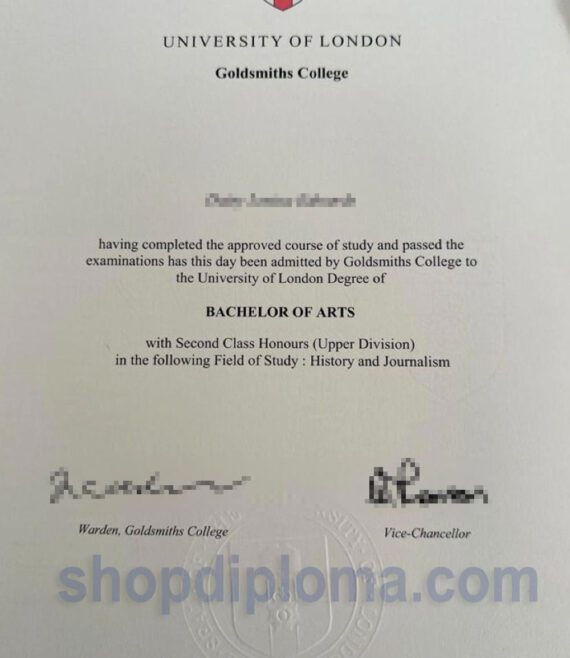 UNIVERSITY OF LONDON
Goldsmiths College
having completed the approved course of study and passed the
examinations has this day been admitted by Goldsmiths College to
the University of London Degree of
BACHELOR OF ARTS
with Second Class Honours (Upper Division)
in the following Field of Study : History and Journalism
Warden, Goldsmiths College
Vice-Chancellor
shopdiploma.com